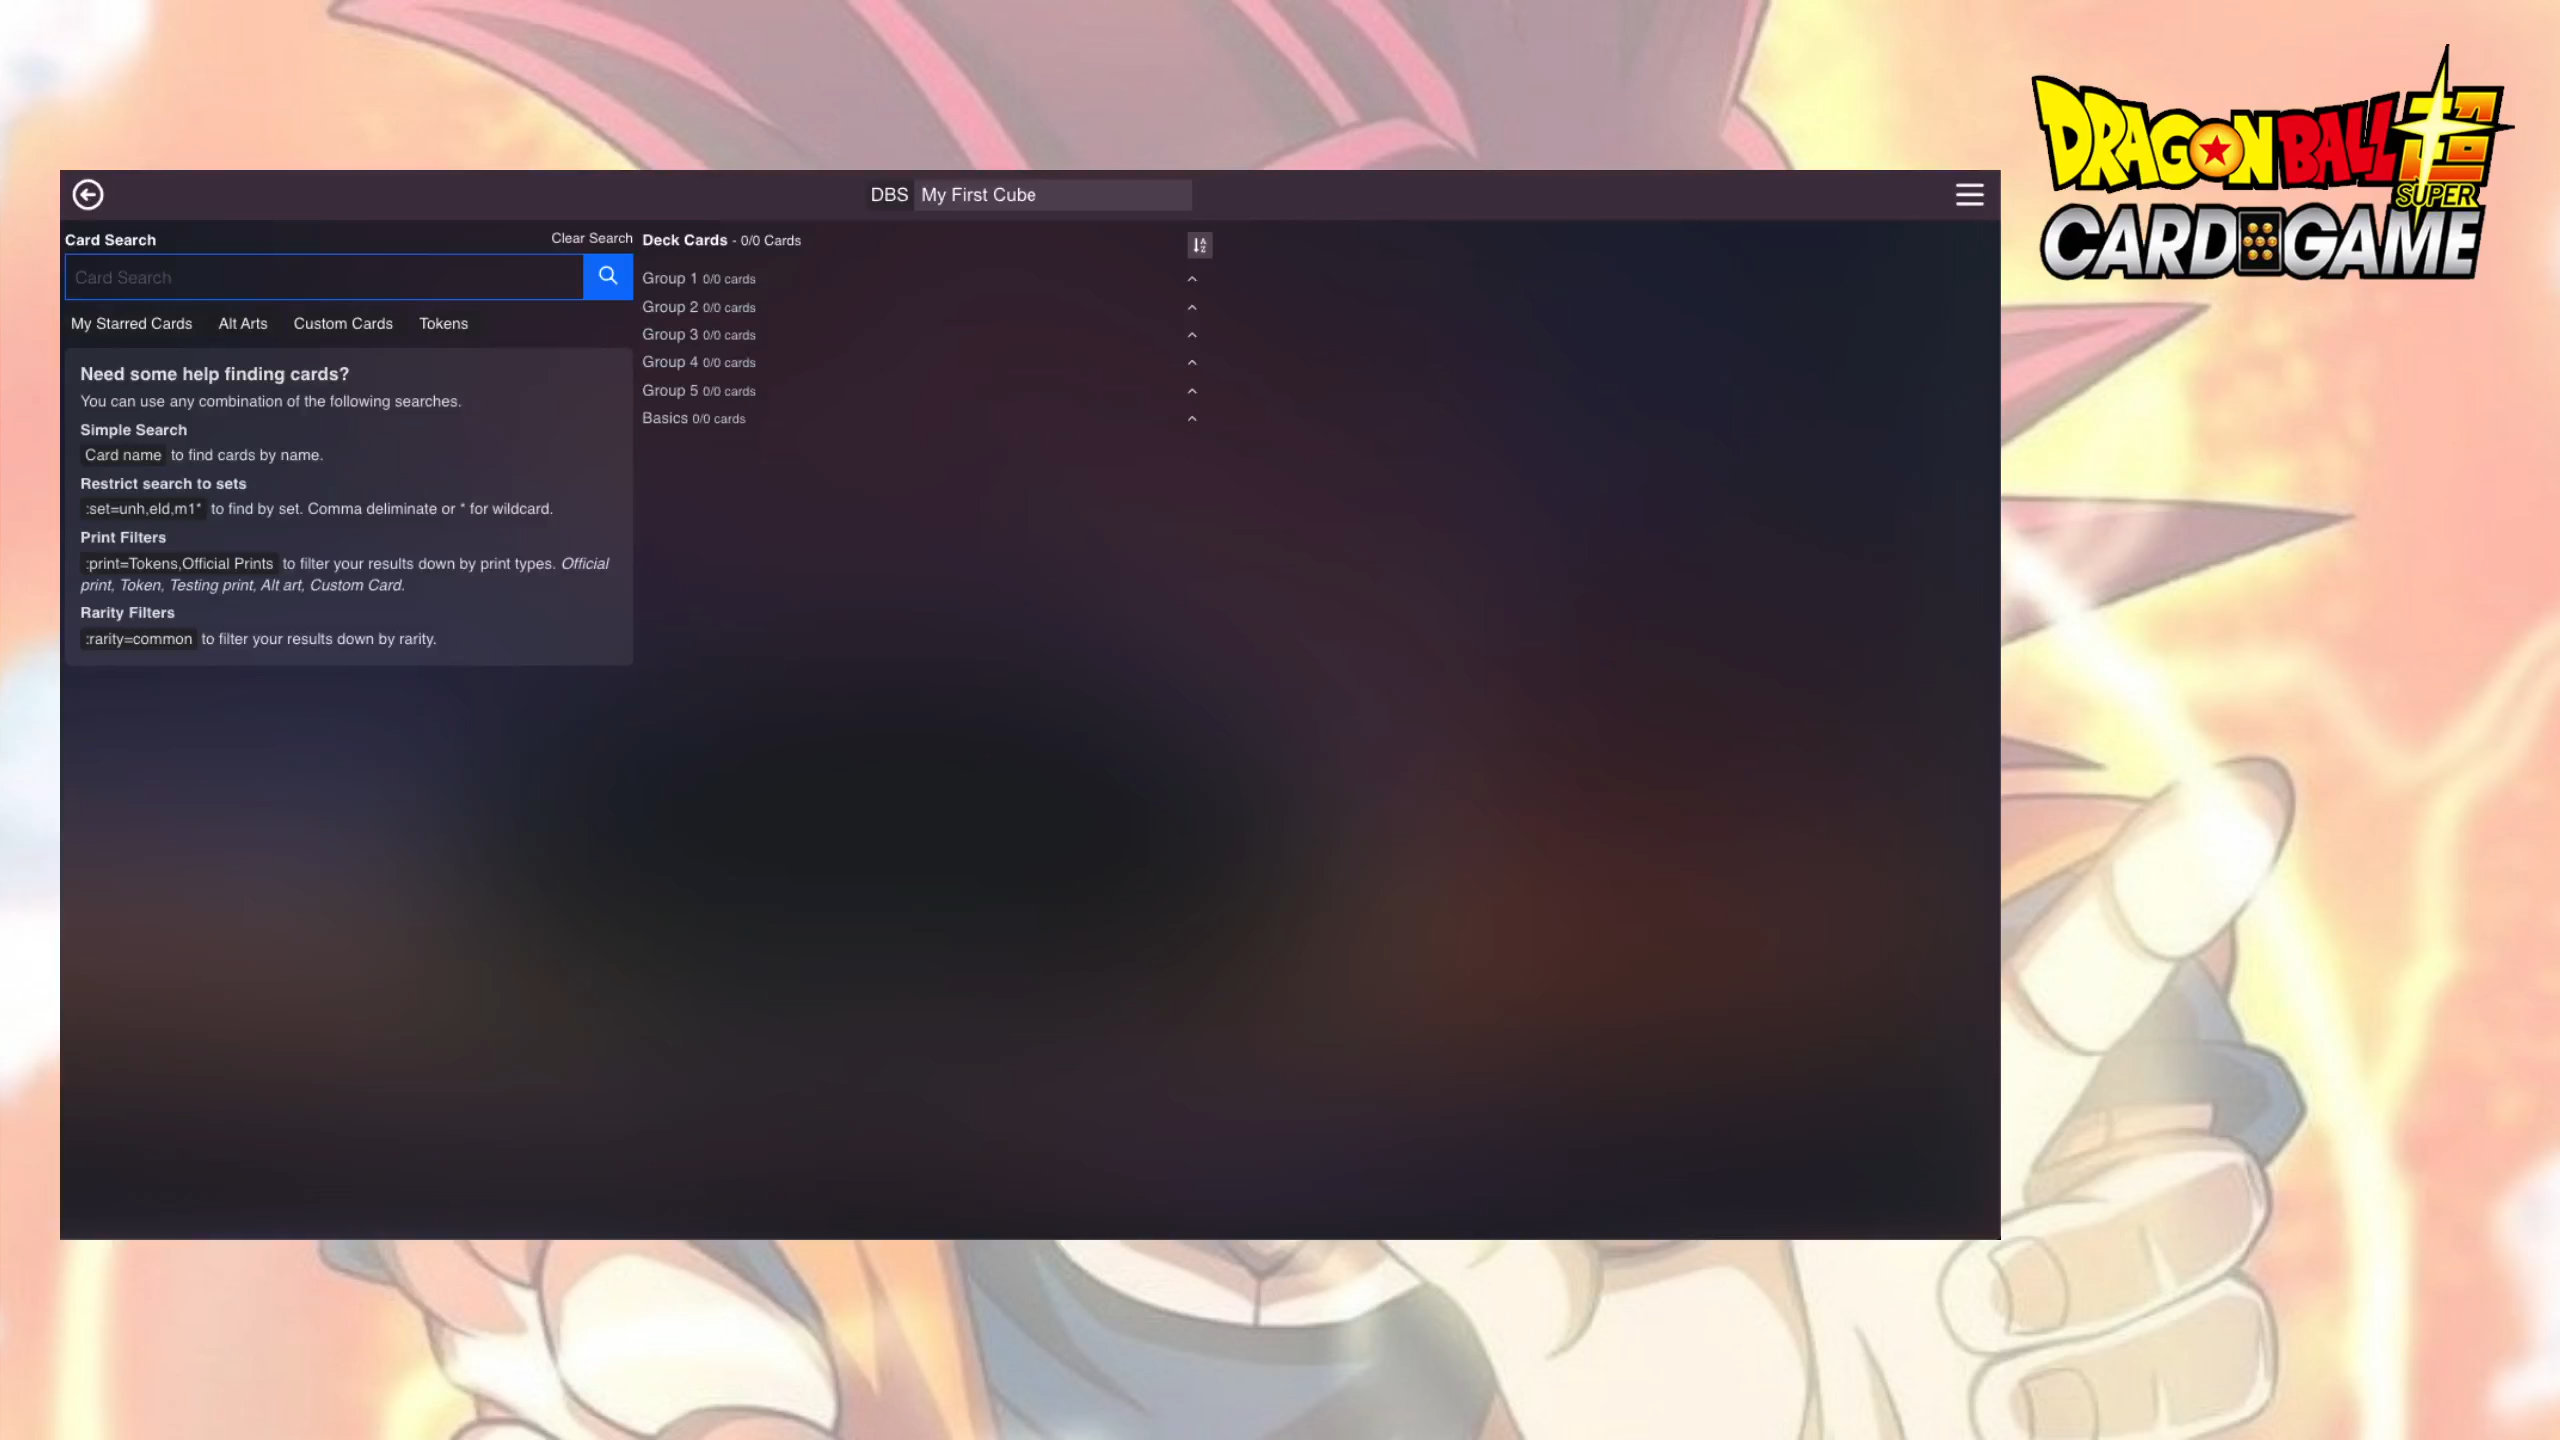 DRAGON BALL 超
SUPER
CARD GAME
DBS My First Cube
Card Search
Clear Search
Card Search
My Starred Cards Alt Arts Custom Cards Tokens
Need some help finding cards?
You can use any combination of the following searches.
Simple Search
Card name to find cards by name.
Restrict search to sets
:set=unh,eld,m1* to find by set. Comma deliminate or * for wildcard.
Print Filters
:print=Tokens,Official Prints to filter your results down by print types. Official
print, Token, Testing print, Alt art, Custom Card.
Rarity Filters
:rarity=common to filter your results down by rarity.
Deck Cards - 0/0 Cards
Group 1 0/0 cards
Group 2 0/0 cards
Group 3 0/0 cards
Group 4 0/0 cards
Group 5 0/0 cards
Basics 0/0 cards